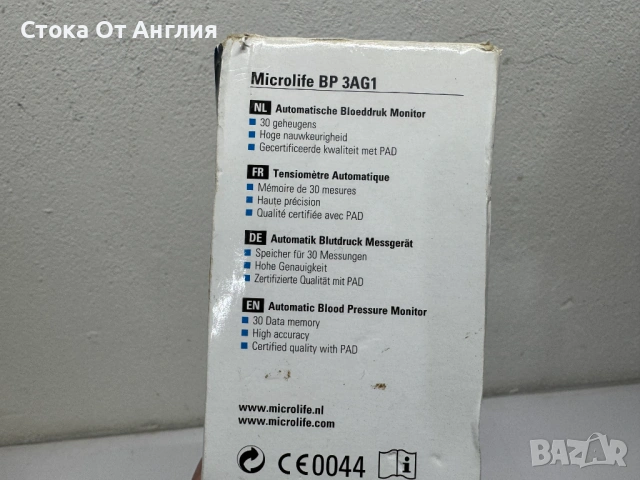 Стока От Англия
Microlife BP 3AG1
NL Automatische Bloeddruk Monitor
30 geheugens
Hoge nauwkeurigheid
Gecertificeerde kwaliteit met PAD
FR Tensiomètre Automatique
Mémoire de 30 mesures
Haute précision
Qualité certifiée avec PAD
DE Automatik Blutdruck Messgerät
Speicher für 30 Messungen
Hohe Genauigkeit
Zertifizierte Qualität mit PAD
EN Automatic Blood Pressure Monitor
30 Data memory
High accuracy
Certified quality with PAD
www.microlife.nl
www.microlife.com
CE0044
BAZAR